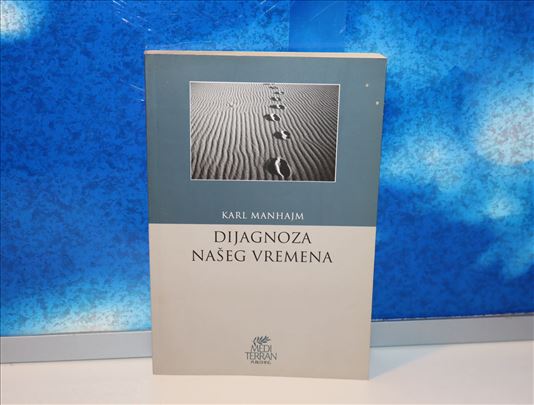 KARL MANHAJM
DIJAGNOZA
NAŠEG VREMENA
MEDI
TERRAN
PUBLISHING